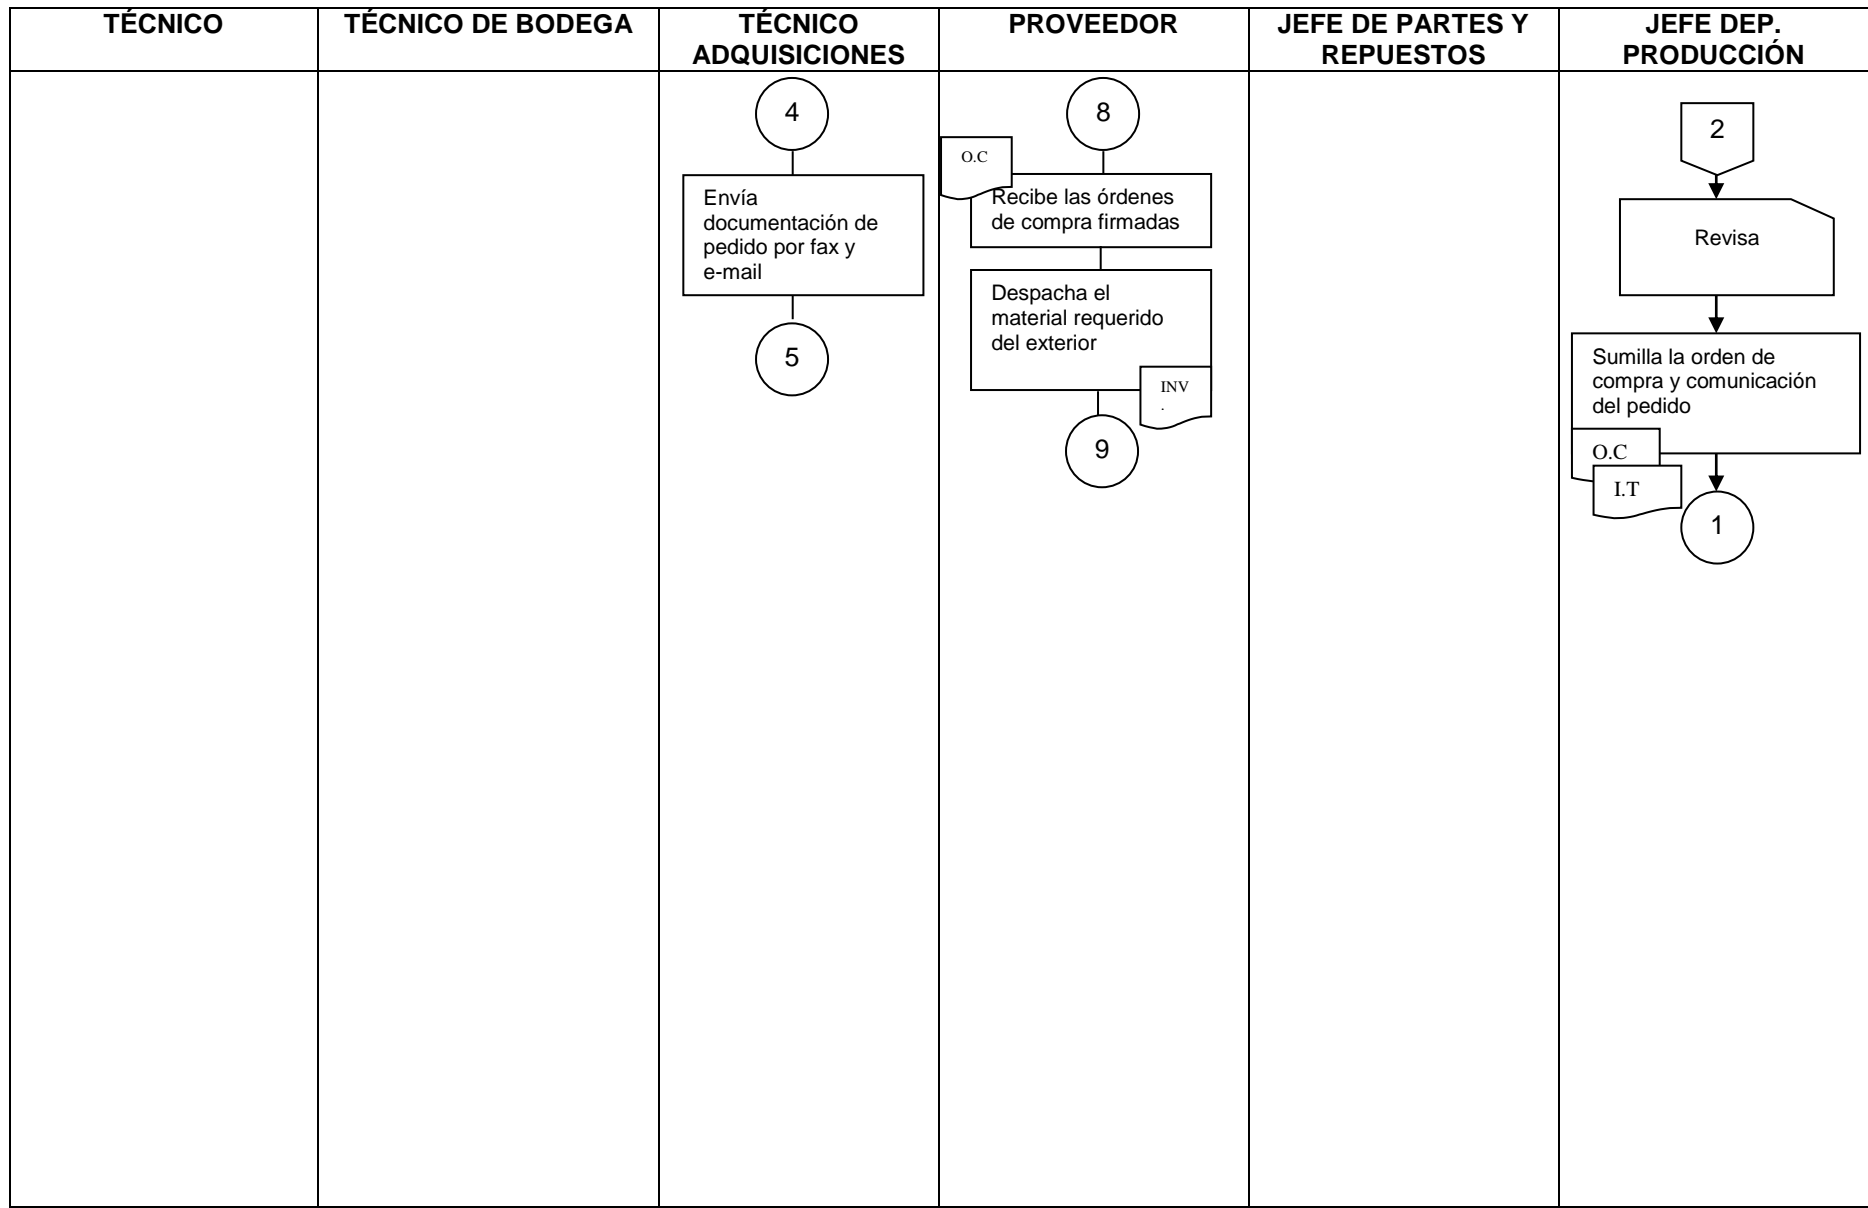 TÉCNICO
TÉCNICO DE BODEGA
TÉCNICO
ADQUISICIONES
PROVEEDOR
JEFE DE PARTES Y
REPUESTOS
JEFE DEP.
PRODUCCIÓN
4
Envía
documentación de
pedido por fax y
e-mail
5
8
O.C
Recibe las órdenes
de compra firmadas
Despacha el
material requerido
del exterior
INV
.
9
2
Revisa
Sumilla la orden de
compra y comunicación
del pedido
O.C
I.T
1